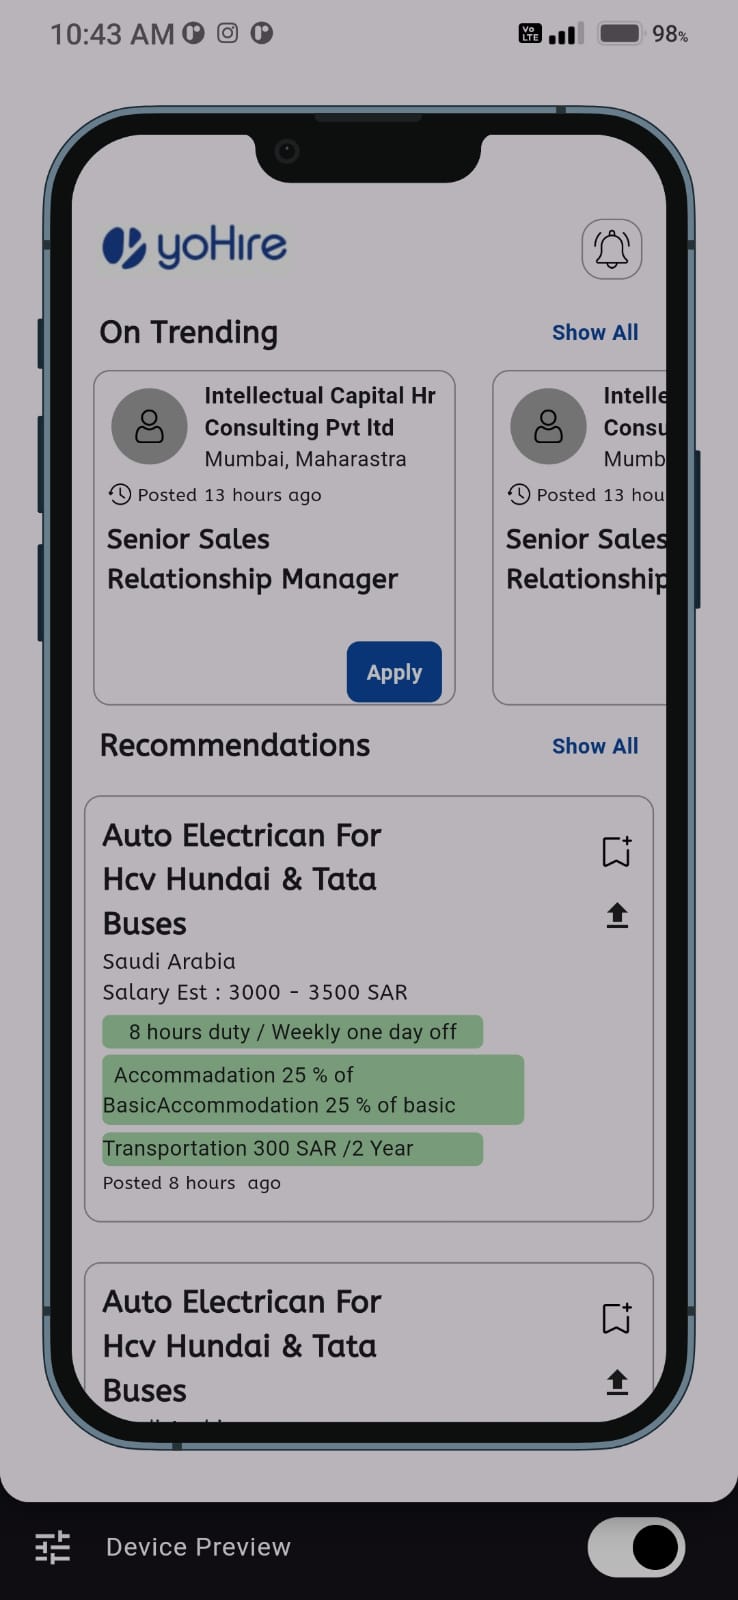 10:43 AM
Vo LTE
98%
yoHire
On Trending
Show All
Intellectual Capital Hr
Consulting Pvt ltd
Mumbai, Maharastra
Posted 13 hours ago
Senior Sales
Relationship Manager
Apply
Intelle
Consu
Mumb
Posted 13 hou
Senior Sales
Relationship
Recommendations
Show All
Auto Electrican For
Hcv Hundai & Tata
Buses
Saudi Arabia
Salary Est : 3000 - 3500 SAR
8 hours duty / Weekly one day off
Accommadation 25 % of
BasicAccommodation 25 % of basic
Transportation 300 SAR /2 Year
Posted 8 hours  ago
Auto Electrican For
Hcv Hundai & Tata
Buses
Device Preview